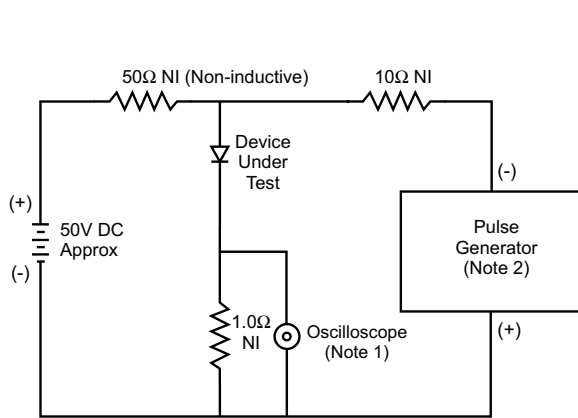 50Ω NI (Non-inductive)
10Ω NI
Device
Under
Test
(+)
50V DC
Approx
(-)
(-)
Pulse
Generator
(Note 2)
(+)
1.0Ω
NI
Oscilloscope
(Note 1)